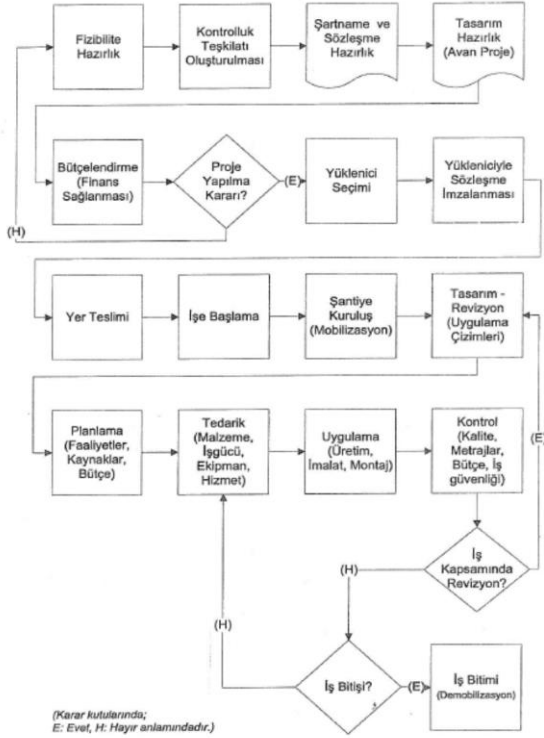 Fizibilite
Hazırlık
Kontrolluk
Teşkilatı
Oluşturulması
Şartname ve
Sözleşme
Hazırlık
Tasarım
Hazırlık
(Avan Proje)
Bütçelendirme
(Finans
Sağlanması)
Proje
Yapılma
Kararı?
(E)
Yüklenici
Seçimi
Yükleniciyle
Sözleşme
İmzalanması
(H)
Yer Teslimi
İşe Başlama
Şantiye
Kuruluş
(Mobilizasyon)
Tasarım -
Revizyon
(Uygulama
Çizimleri)
Planlama
(Faaliyetler,
Kaynaklar,
Bütçe)
Tedarik
(Malzeme,
İşgücü,
Ekipman,
Hizmet)
Uygulama
(Üretim,
İmalat, Montaj)
Kontrol
(Kalite,
Metrajlar,
Bütçe, İş
güvenliği)
(E)
İş
Kapsamında
Revizyon?
(H)
(H)
İş Bitişi?
(E)
İş Bitimi
(Demobilizasyon)
(Karar kutularında;
E: Evet, H: Hayır anlamındadır.)